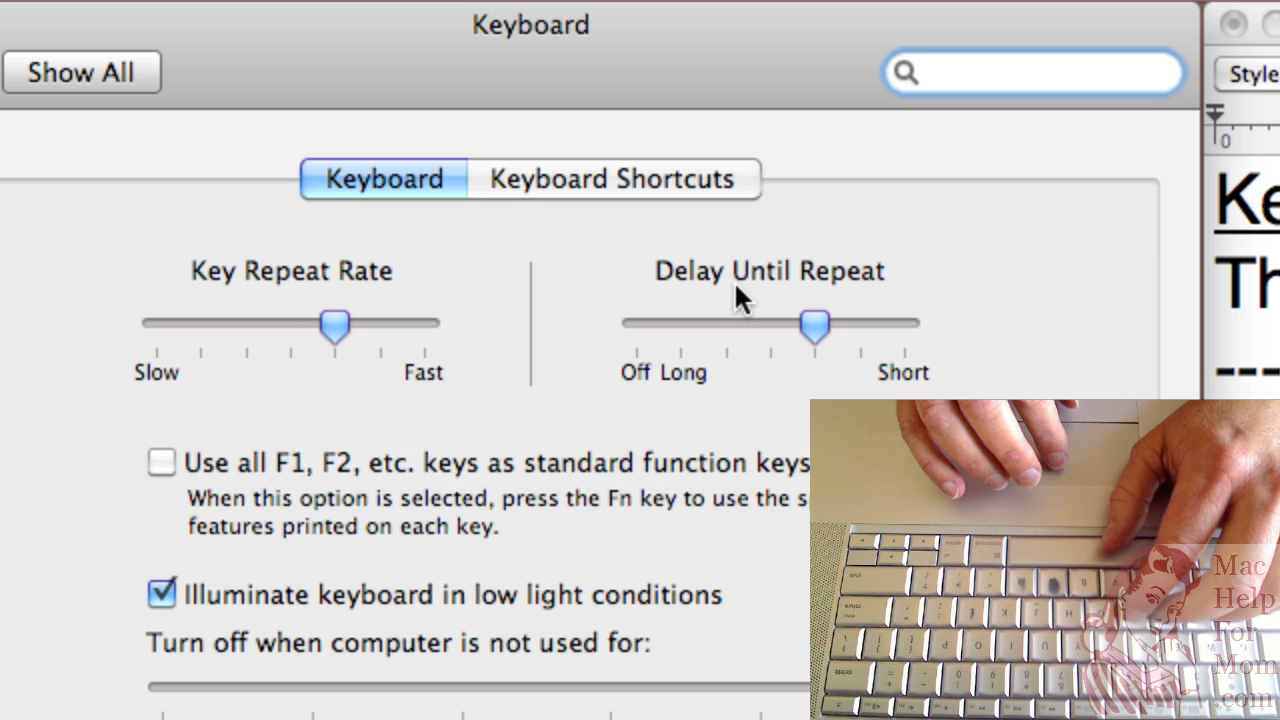 Keyboard
Show All
Style
0
Keyboard Keyboard Shortcuts
Ke
Key Repeat Rate Delay Until Repeat
Th
Slow Fast Off Long Short
---
Use all F1, F2, etc. keys as standard function keys
When this option is selected, press the Fn key to use the s
features printed on each key.
Illuminate keyboard in low light conditions
Turn off when computer is not used for:
Mac
Help
For
Mom
.com